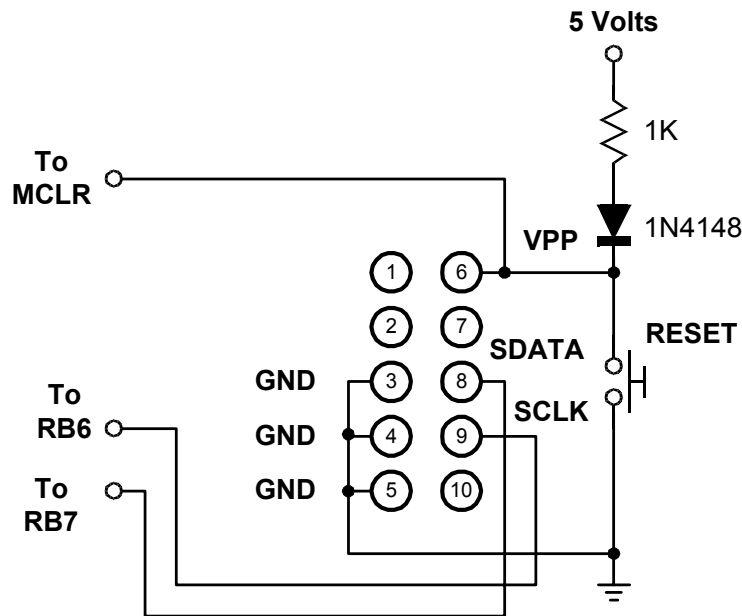 5 Volts
1K
To
MCLR
1N4148
VPP
1
6
2
7
RESET
SDATA
GND
3
8
To
RB6
SCLK
GND
4
9
To
RB7
GND
5
10